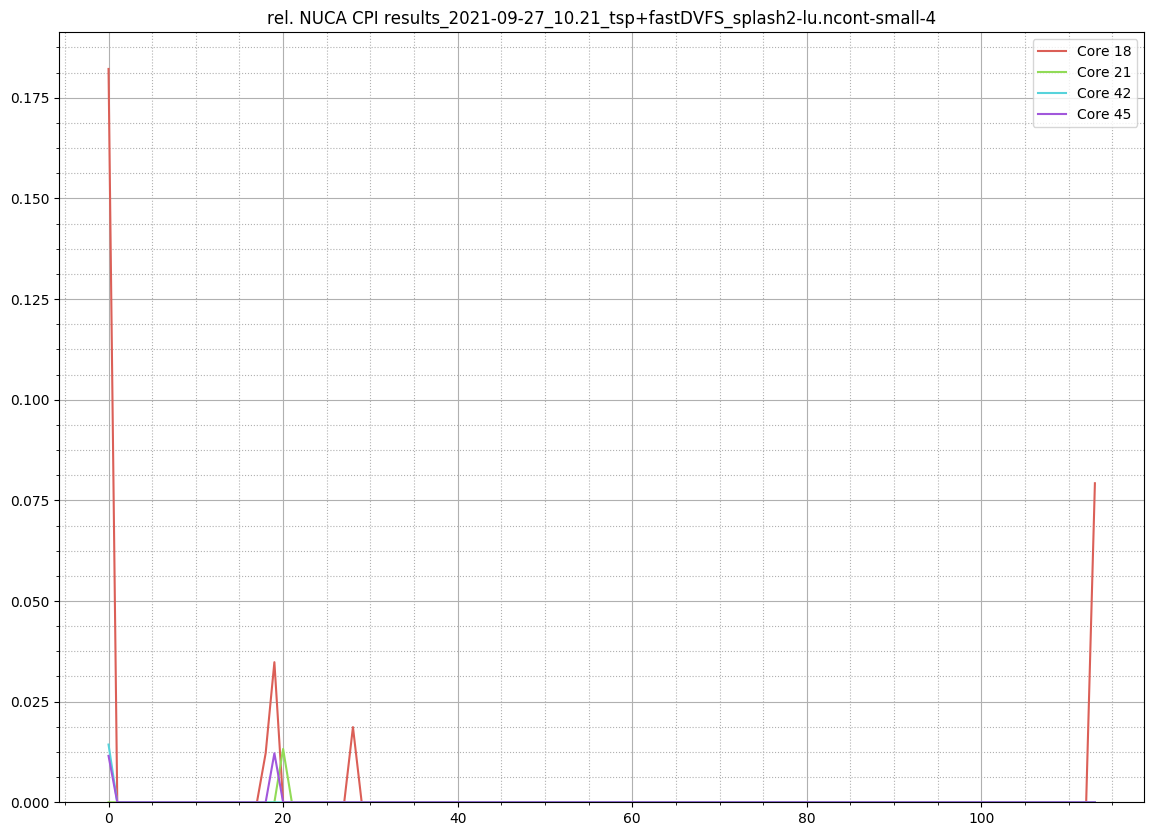 rel. NUCA CPI results_2021-09-27_10.21_tsp+fastDVFS_splash2-lu.ncont-small-4
Core 18
Core 21
Core 42
Core 45
0.175
0.150
0.125
0.100
0.075
0.050
0.025
0.000
0 20 40 60 80 100